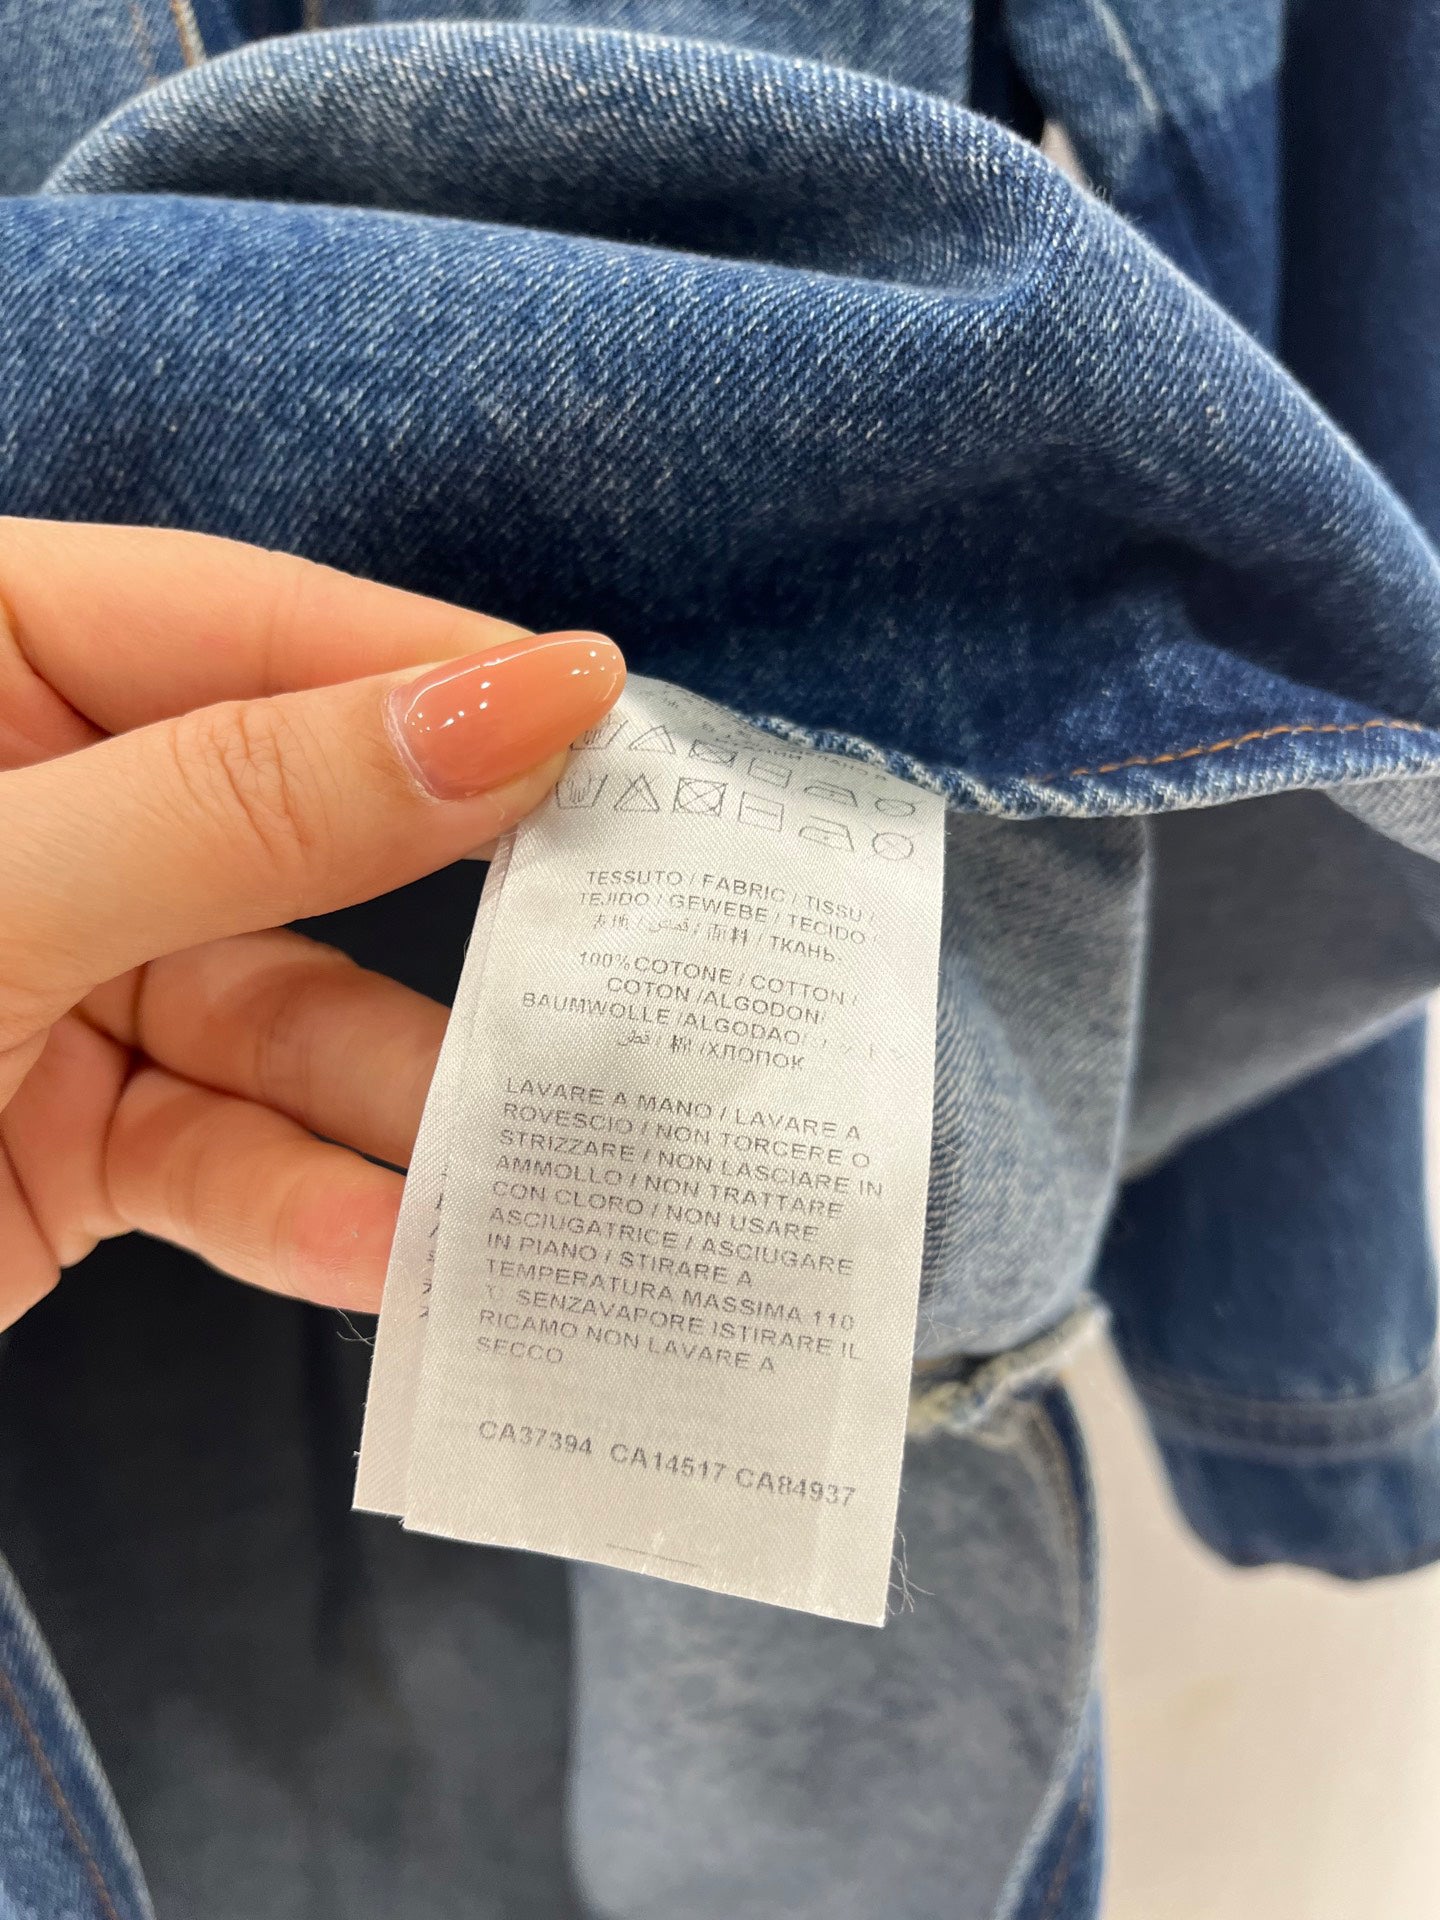 TESSUTO / FABRIC / TISSU /
TEJIDO / GEWEBE / TECIDO /
/ 面料 / ТКАНЬ.
100%COTONE / COTTON /
COTON /ALGODON/
BAUMWOLLE /ALGODAO/
قطن / 棉 /ХЛОПОК
LAVARE A MANO / LAVARE A
ROVESCIO / NON TORCERE O
STRIZZARE / NON LASCIARE IN
AMMOLLO / NON TRATTARE
CON CLORO / NON USARE
ASCIUGATRICE / ASCIUGARE
IN PIANO / STIRARE A
TEMPERATURA MASSIMA 110
℃ SENZAVAPORE ISTIRARE IL
RICAMO NON LAVARE A
SECCO
CA37394 CA14517 CA84937